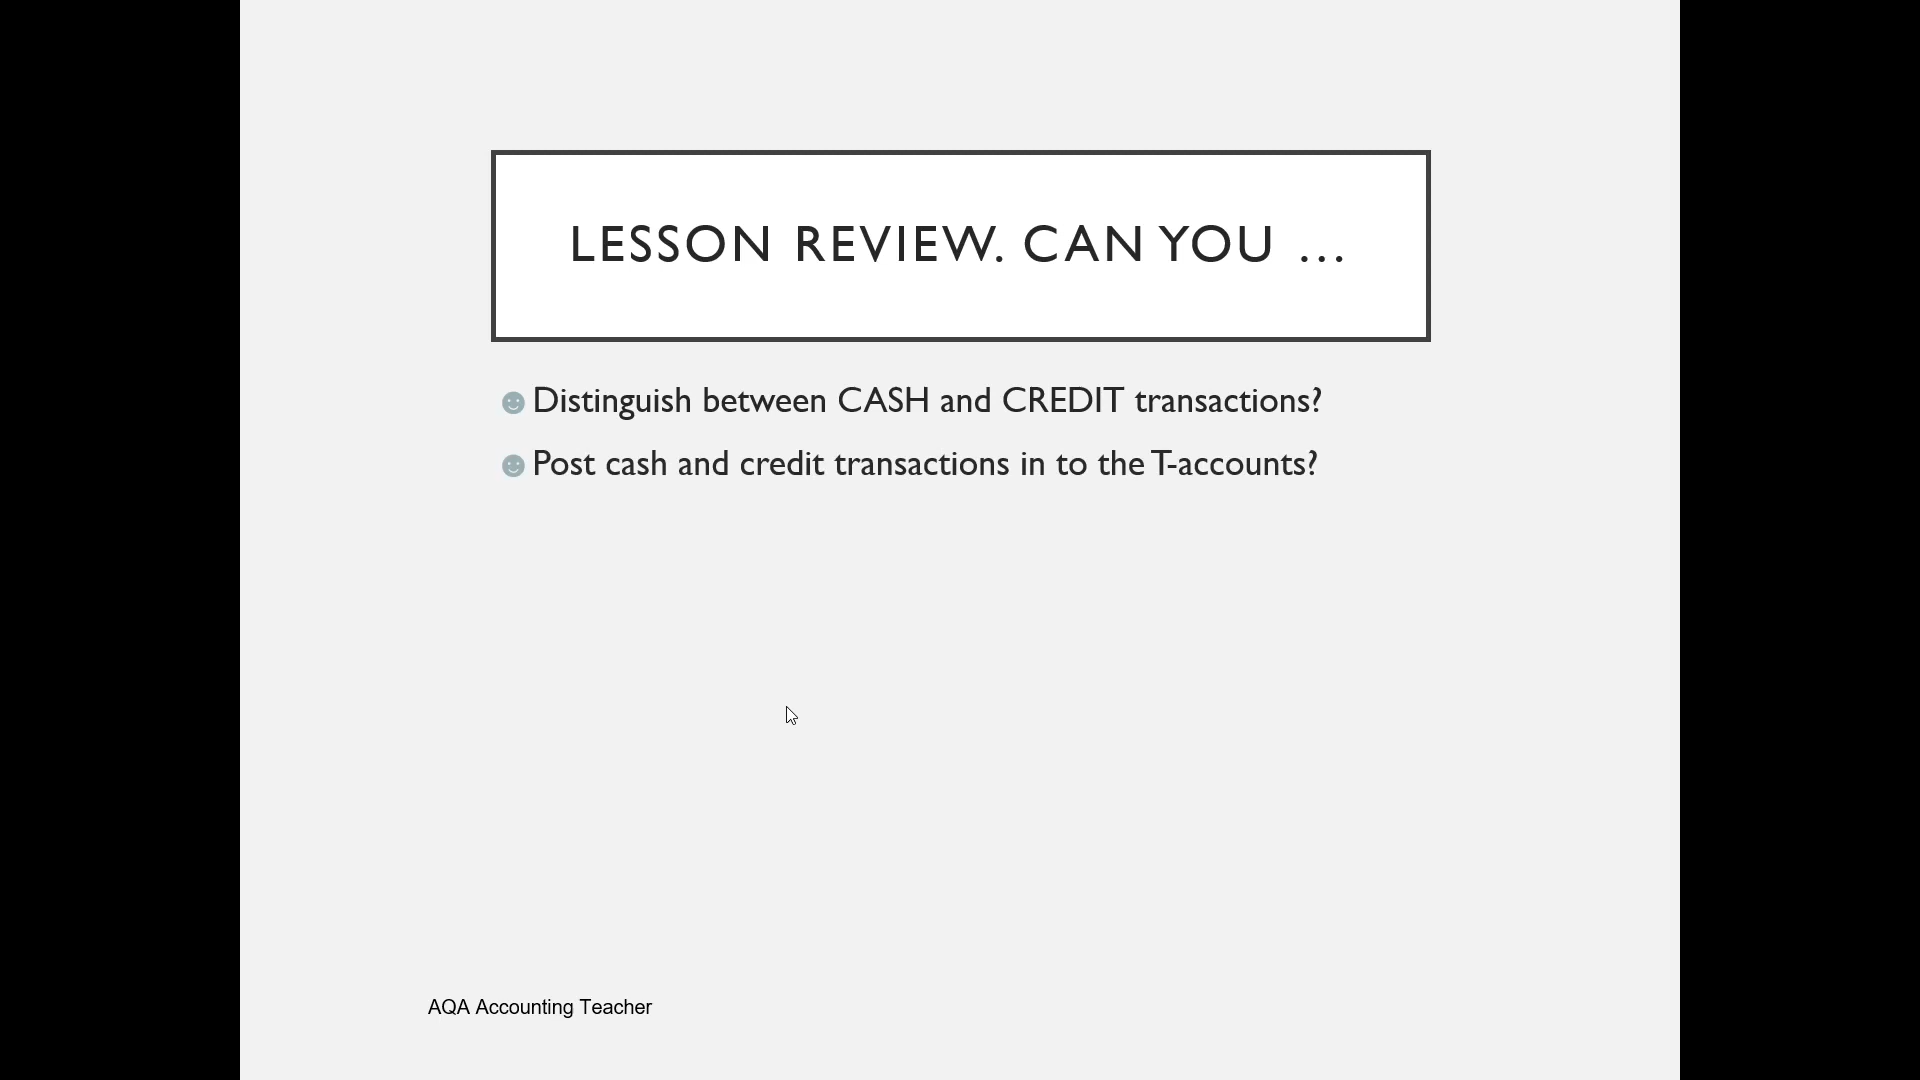 LESSON REVIEW. CAN YOU …
Distinguish between CASH and CREDIT transactions?
Post cash and credit transactions in to the T-accounts?
AQA Accounting Teacher